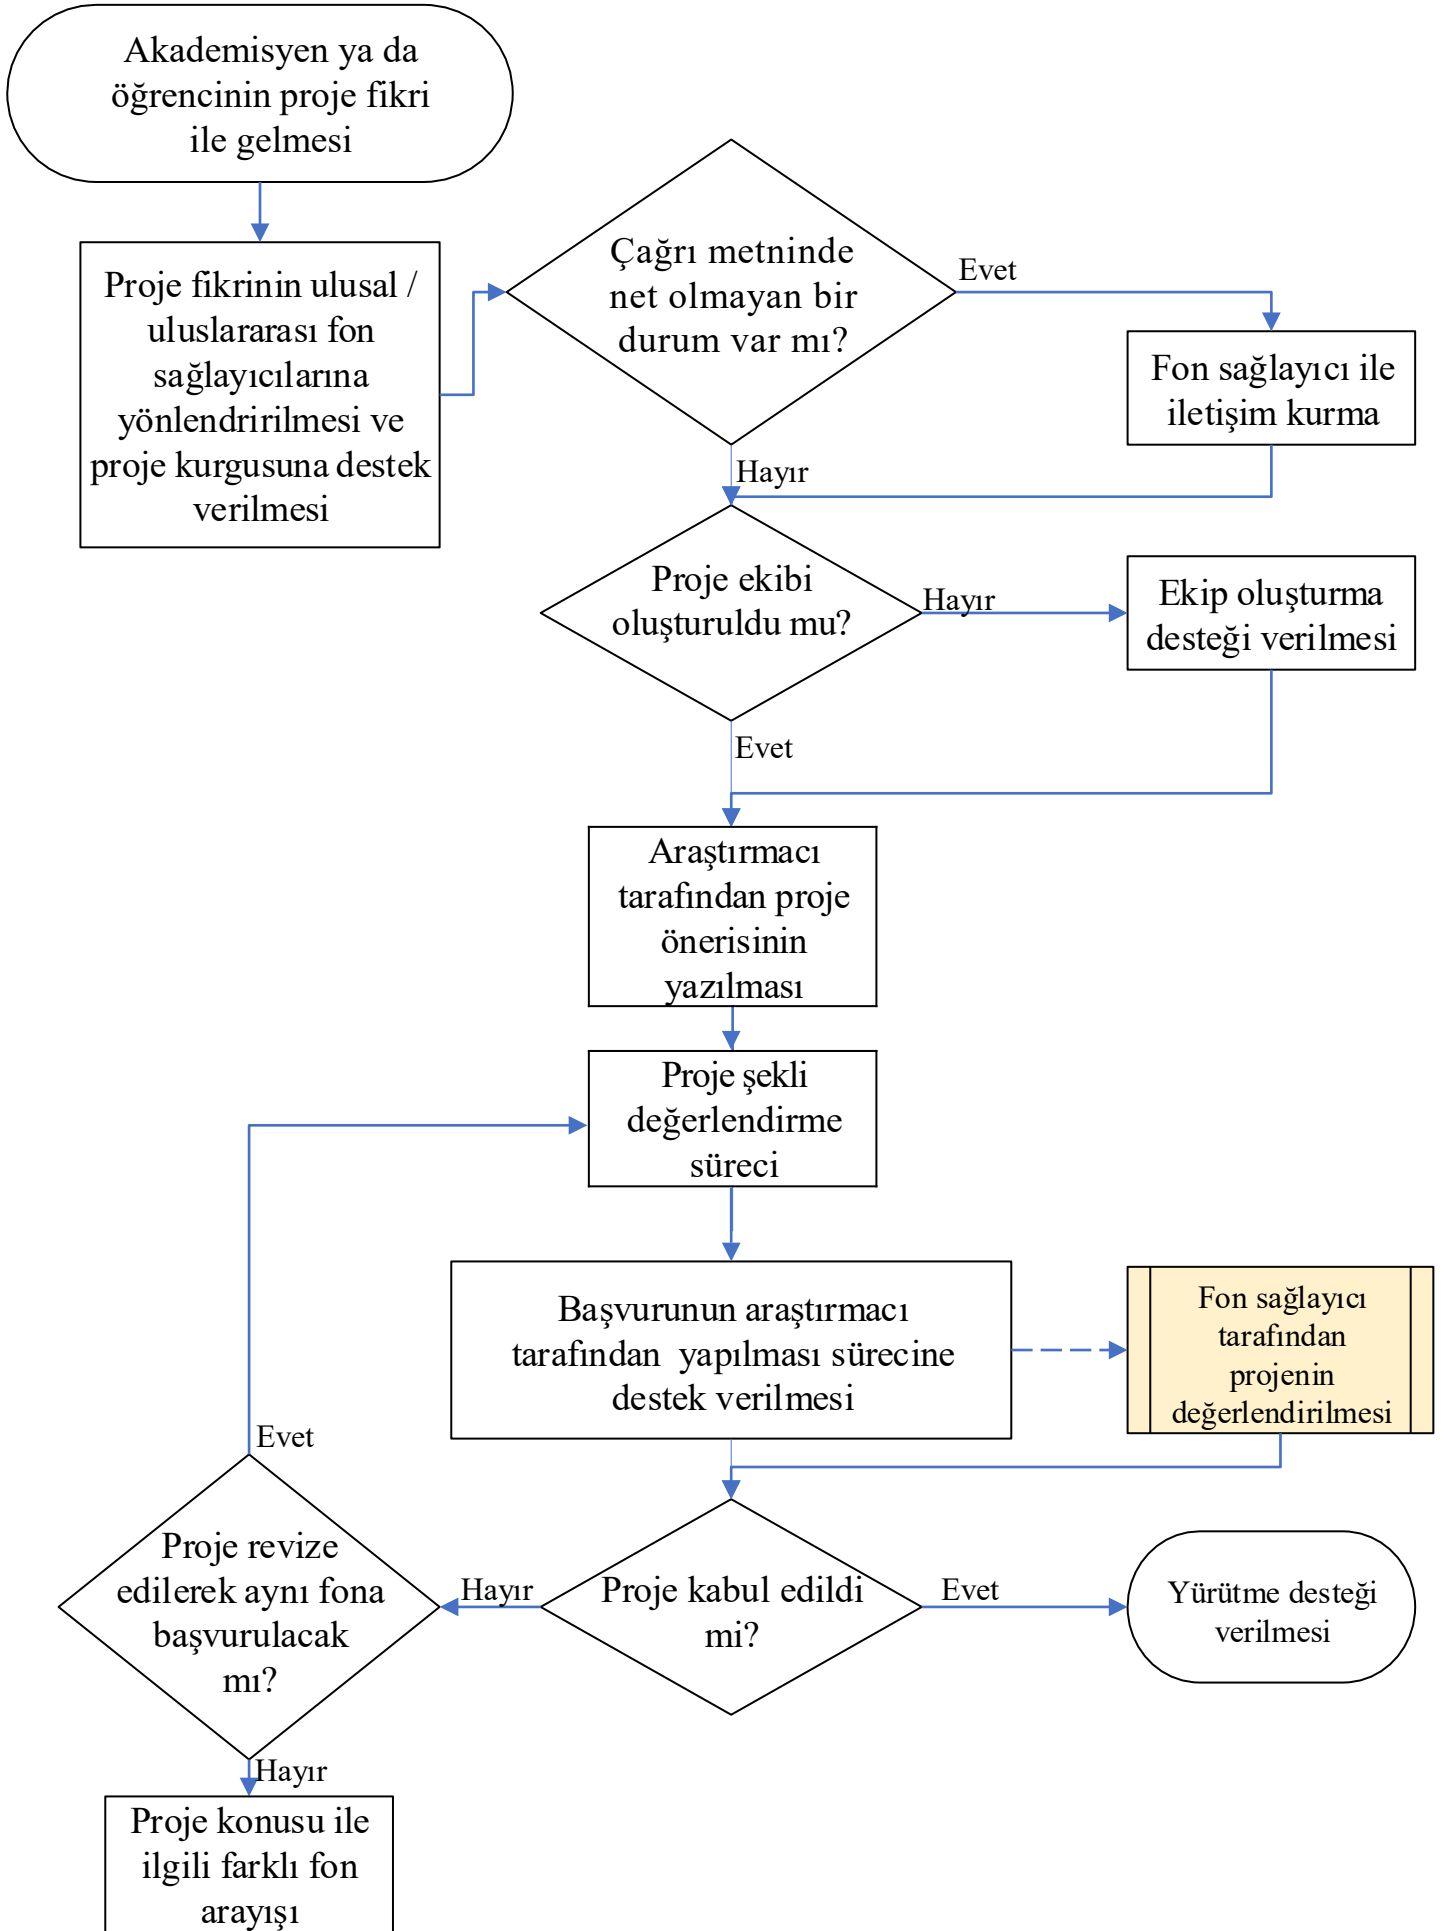 Akademisyen ya da
öğrencinin proje fikri
ile gelmesi
Proje fikrinin ulusal /
uluslararası fon
sağlayıcılarına
yönlendririlmesi ve
proje kurgusuna destek
verilmesi
Çağrı metninde
net olmayan bir
durum var mı?
Evet
Fon sağlayıcı ile
iletişim kurma
Hayır
Proje ekibi
oluşturuldu mu?
Hayır
Ekip oluşturma
desteği verilmesi
Evet
Araştırmacı
tarafından proje
önerisinin
yazılması
Proje şekli
değerlendirme
süreci
Başvurunun araştırmacı
tarafından yapılması sürecine
destek verilmesi
Fon sağlayıcı
tarafından
projenin
değerlendirilmesi
Proje kabul edildi
mi?
Evet
Yürütme desteği
verilmesi
Hayır
Proje revize
edilerek aynı fona
başvurulacak
mı?
Evet
Hayır
Proje konusu ile
ilgili farklı fon
arayışı